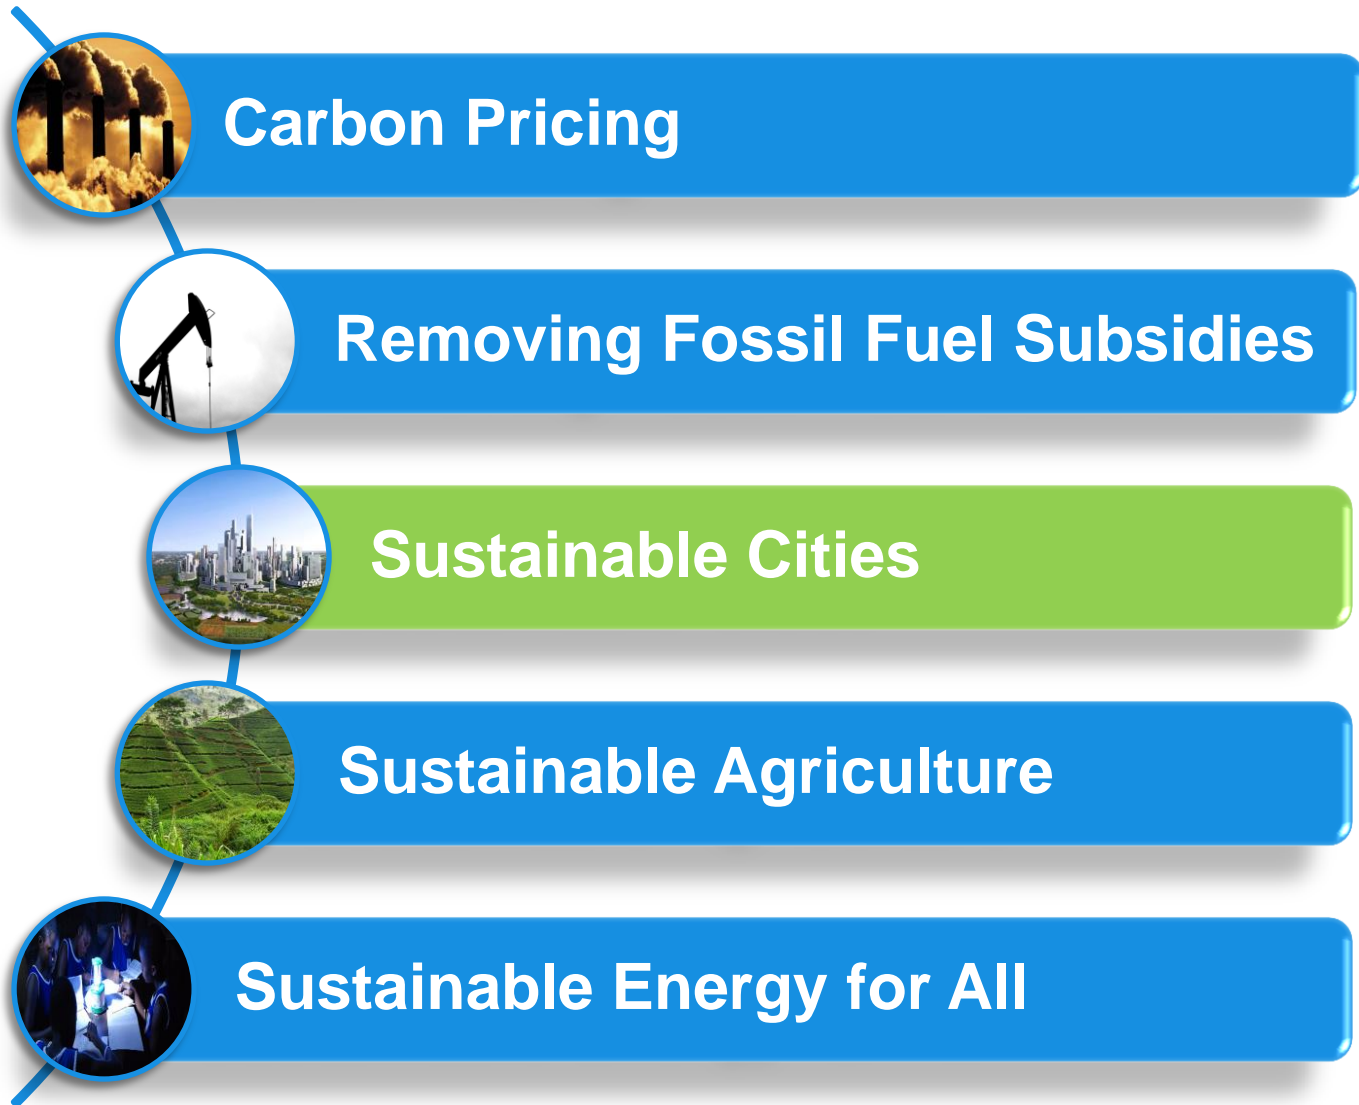 Carbon Pricing
Removing Fossil Fuel Subsidies
Sustainable Cities
Sustainable Agriculture
Sustainable Energy for All